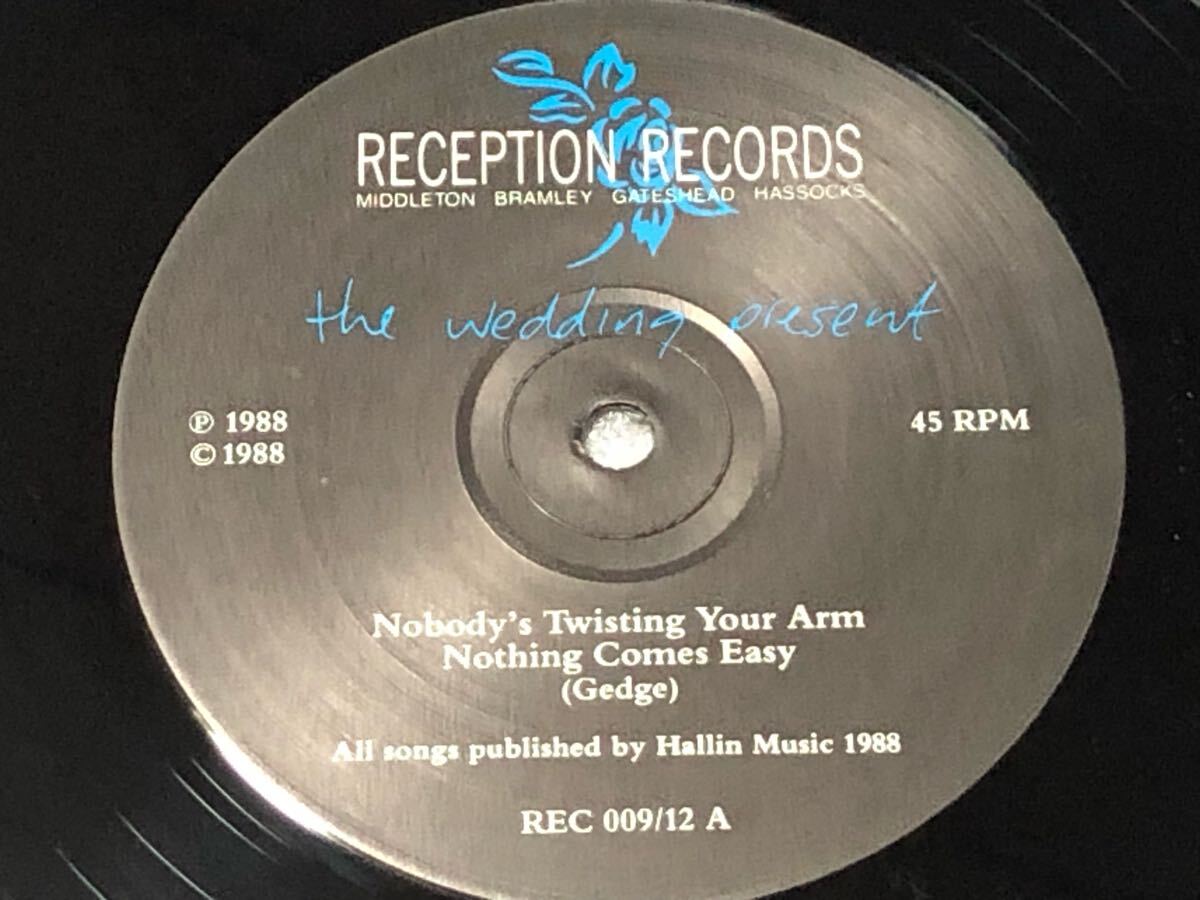 RECEPTION RECORDS
MIDDLETON BRAMLEY GATESHEAD HASSOCKS
the wedding present
℗ 1988
© 1988
45 RPM
Nobody's Twisting Your Arm
Nothing Comes Easy
(Gedge)
All songs published by Hallin Music 1988
REC 009/12 A